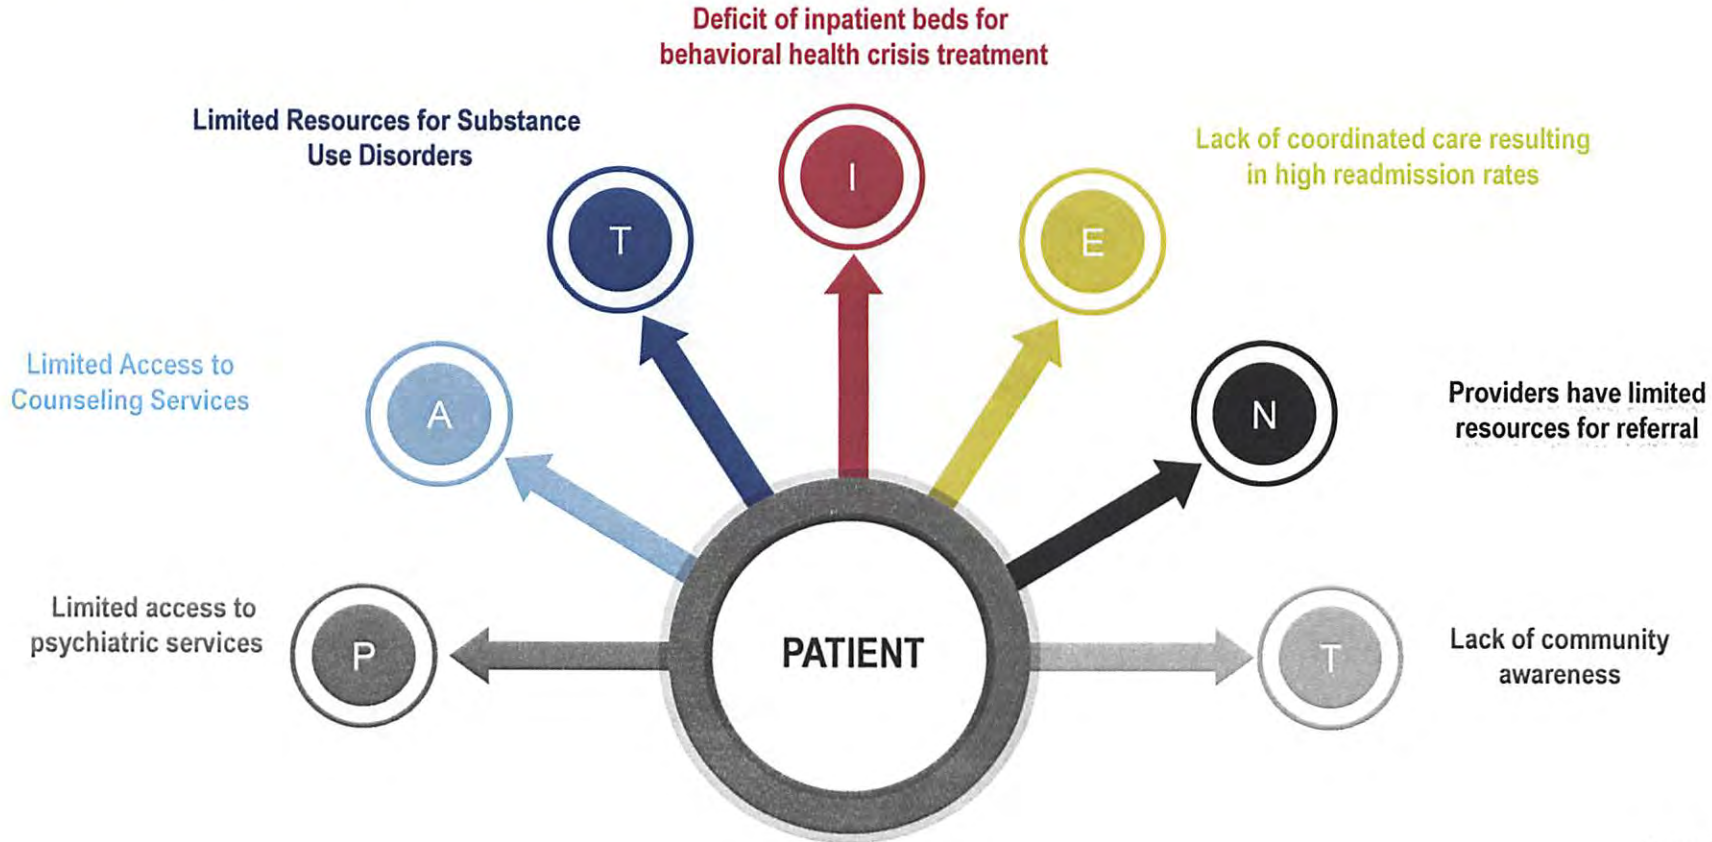 Deficit of inpatient beds for
behavioral health crisis treatment
Limited Resources for Substance
Use Disorders
Lack of coordinated care resulting
in high readmission rates
Limited Access to
Counseling Services
Providers have limited
resources for referral
Limited access to
psychiatric services
Lack of community
awareness
P
A
T
I
E
N
T
PATIENT